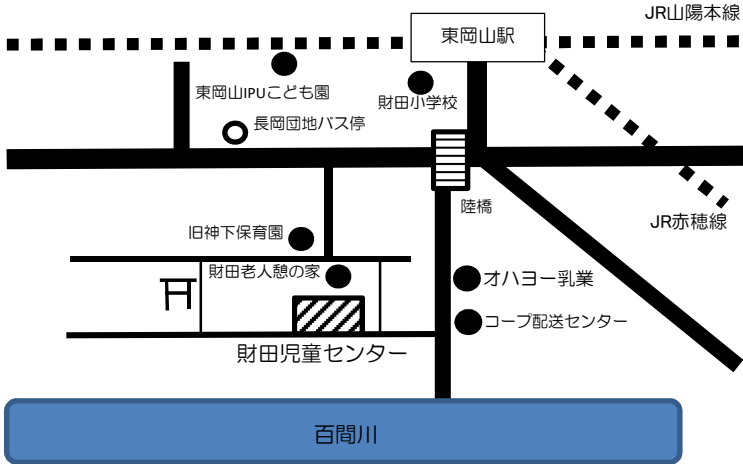 JR山陽本線
東岡山駅
東岡山IPUこども園
財田小学校
長岡団地バス停
陸橋
JR赤穂線
旧神下保育園
財田老人憩の家
オハヨー乳業
コープ配送センター
財田児童センター
百間川